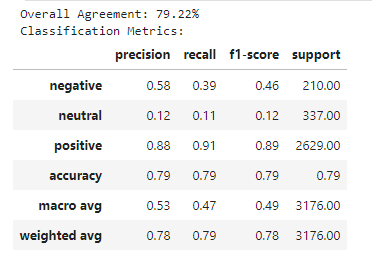 Overall Agreement: 79.22%
Classification Metrics:
precision recall f1-score support
negative 0.58 0.39 0.46 210.00
neutral 0.12 0.11 0.12 337.00
positive 0.88 0.91 0.89 2629.00
accuracy 0.79 0.79 0.79 0.79
macro avg 0.53 0.47 0.49 3176.00
weighted avg 0.78 0.79 0.78 3176.00